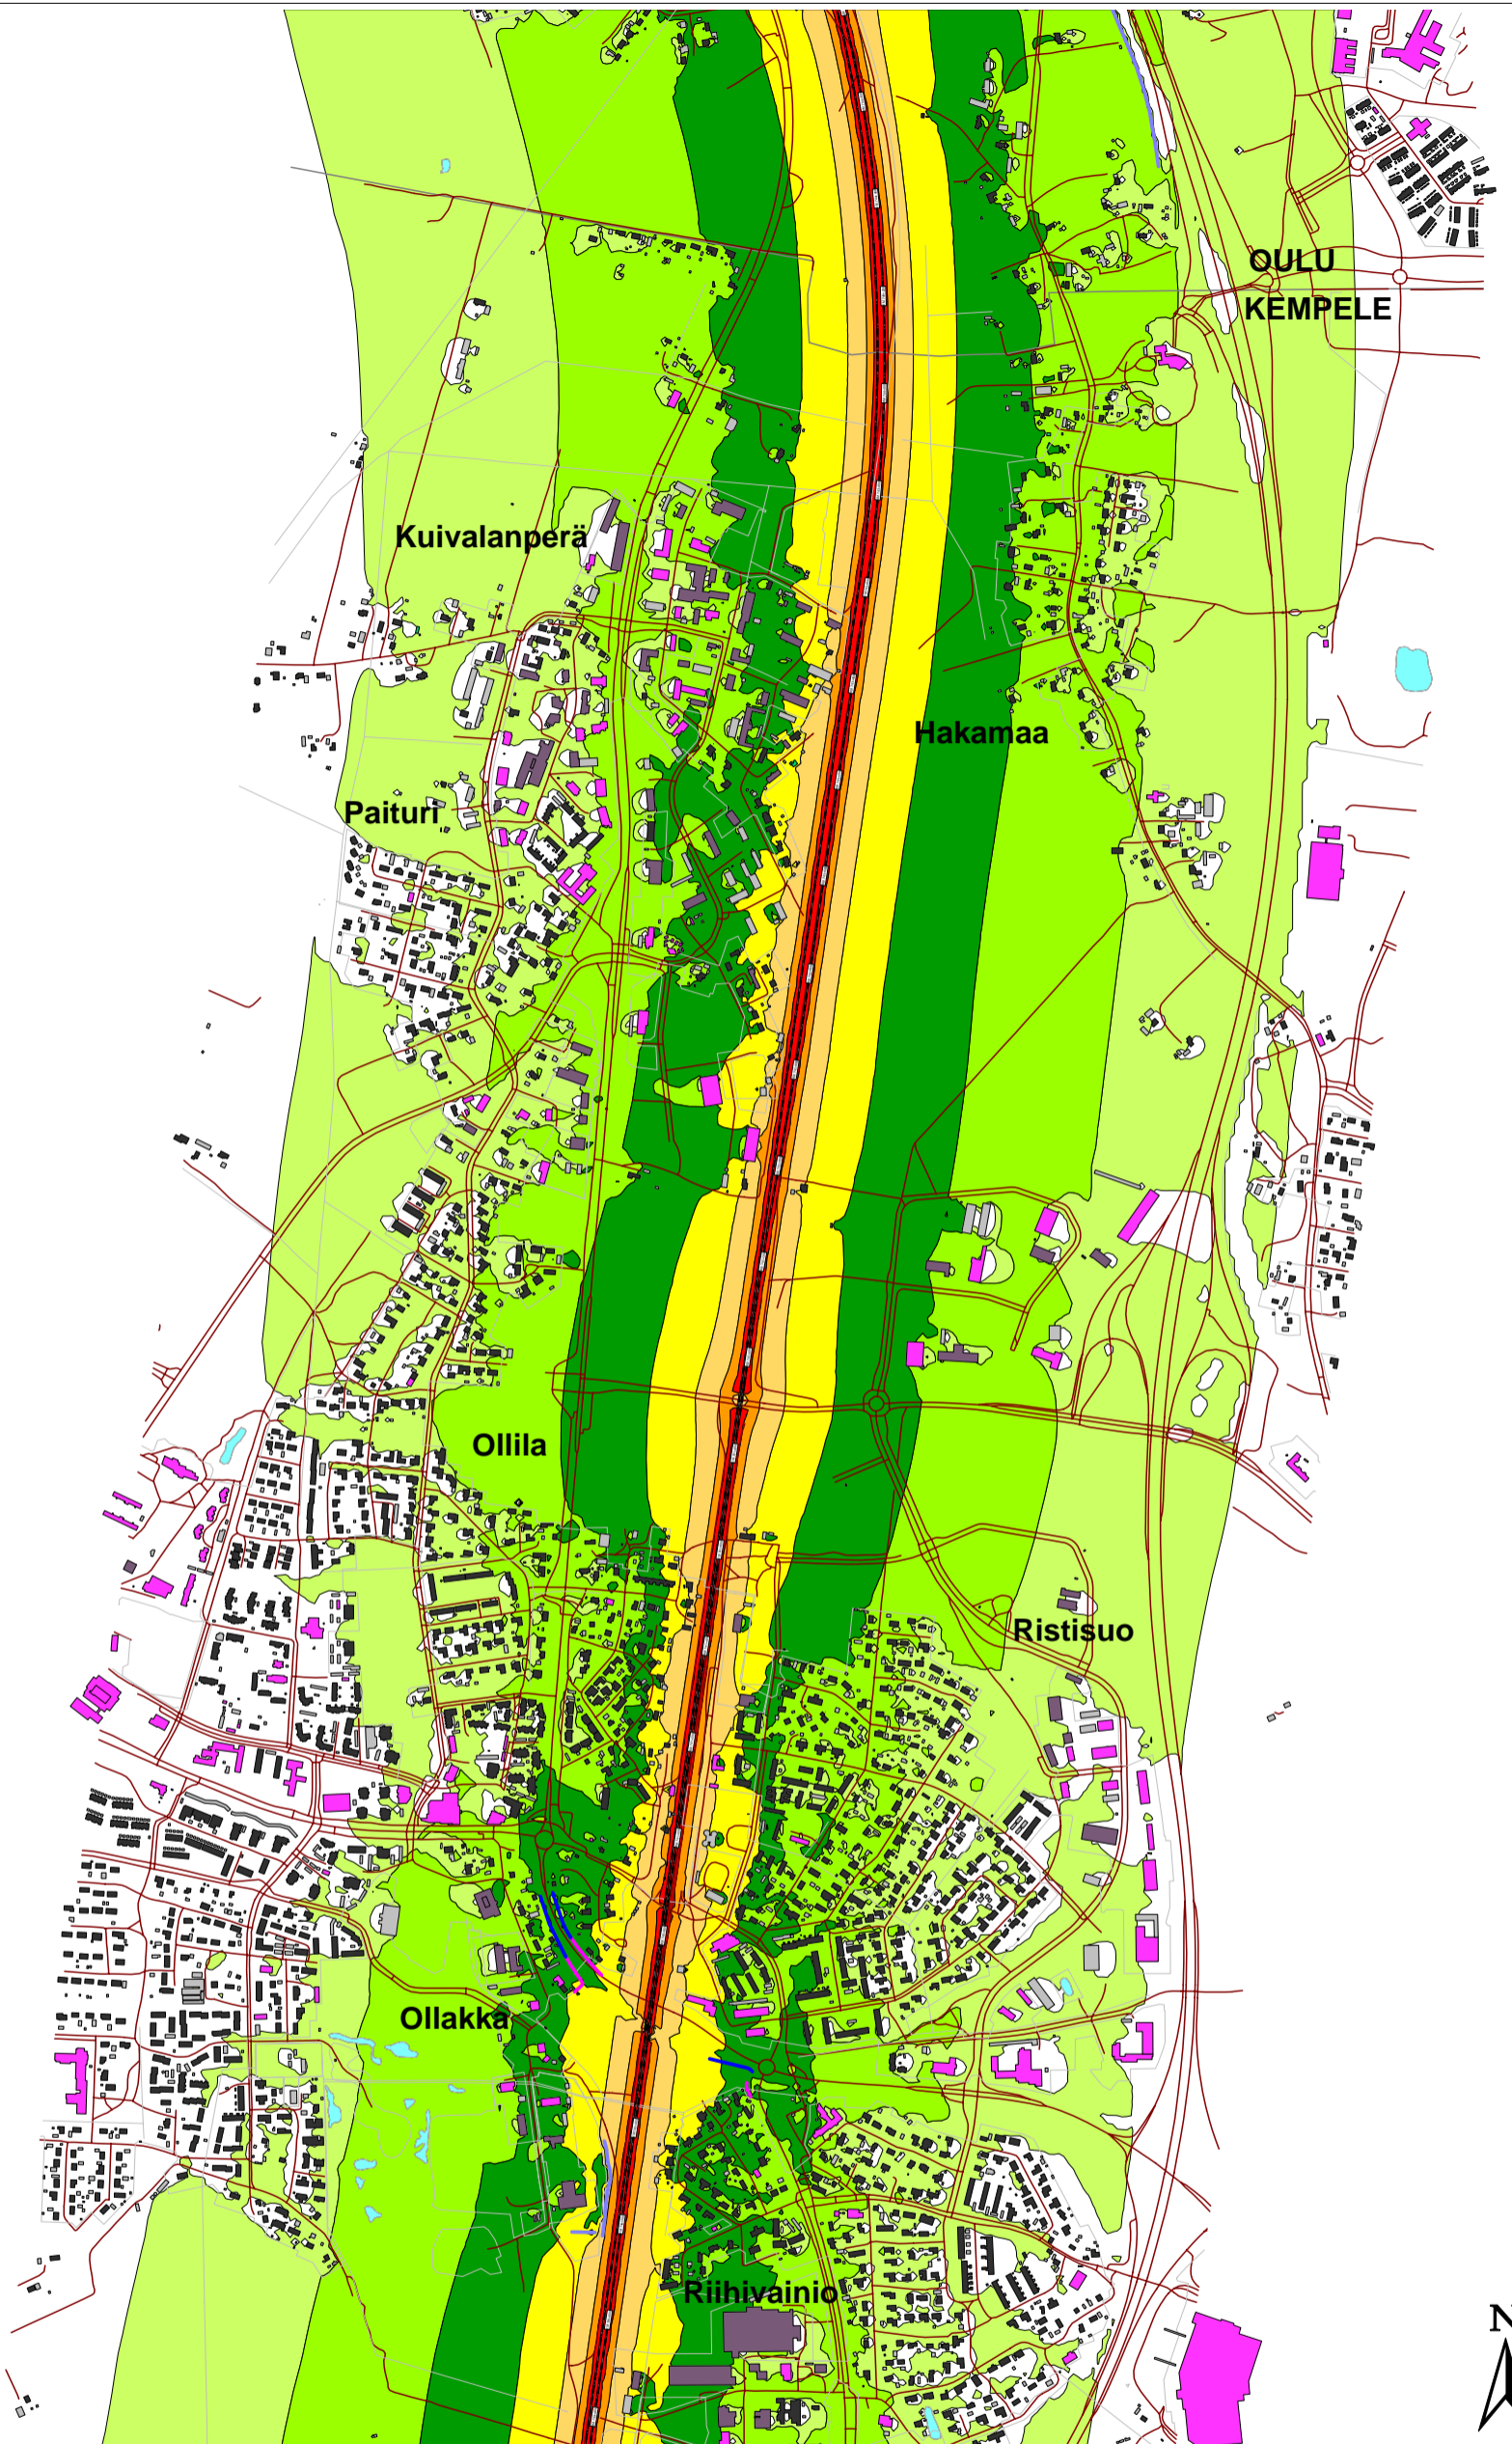 OULU
KEMPELE
Kuivalanperä
Hakamaa
Paituri
Ollila
Ristisuo
Ollakka
Riihivainio
N